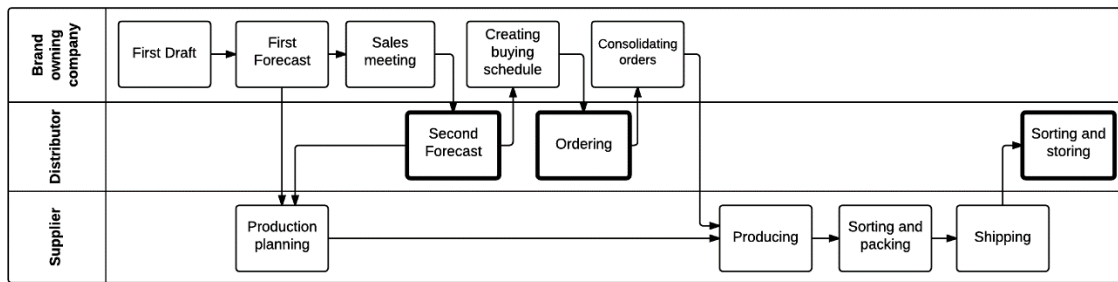 Brand
owning
company
First Draft
First
Forecast
Sales
meeting
Creating
buying
schedule
Consolidating
orders
Distributor
Second
Forecast
Ordering
Sorting and
storing
Supplier
Production
planning
Producing
Sorting and
packing
Shipping